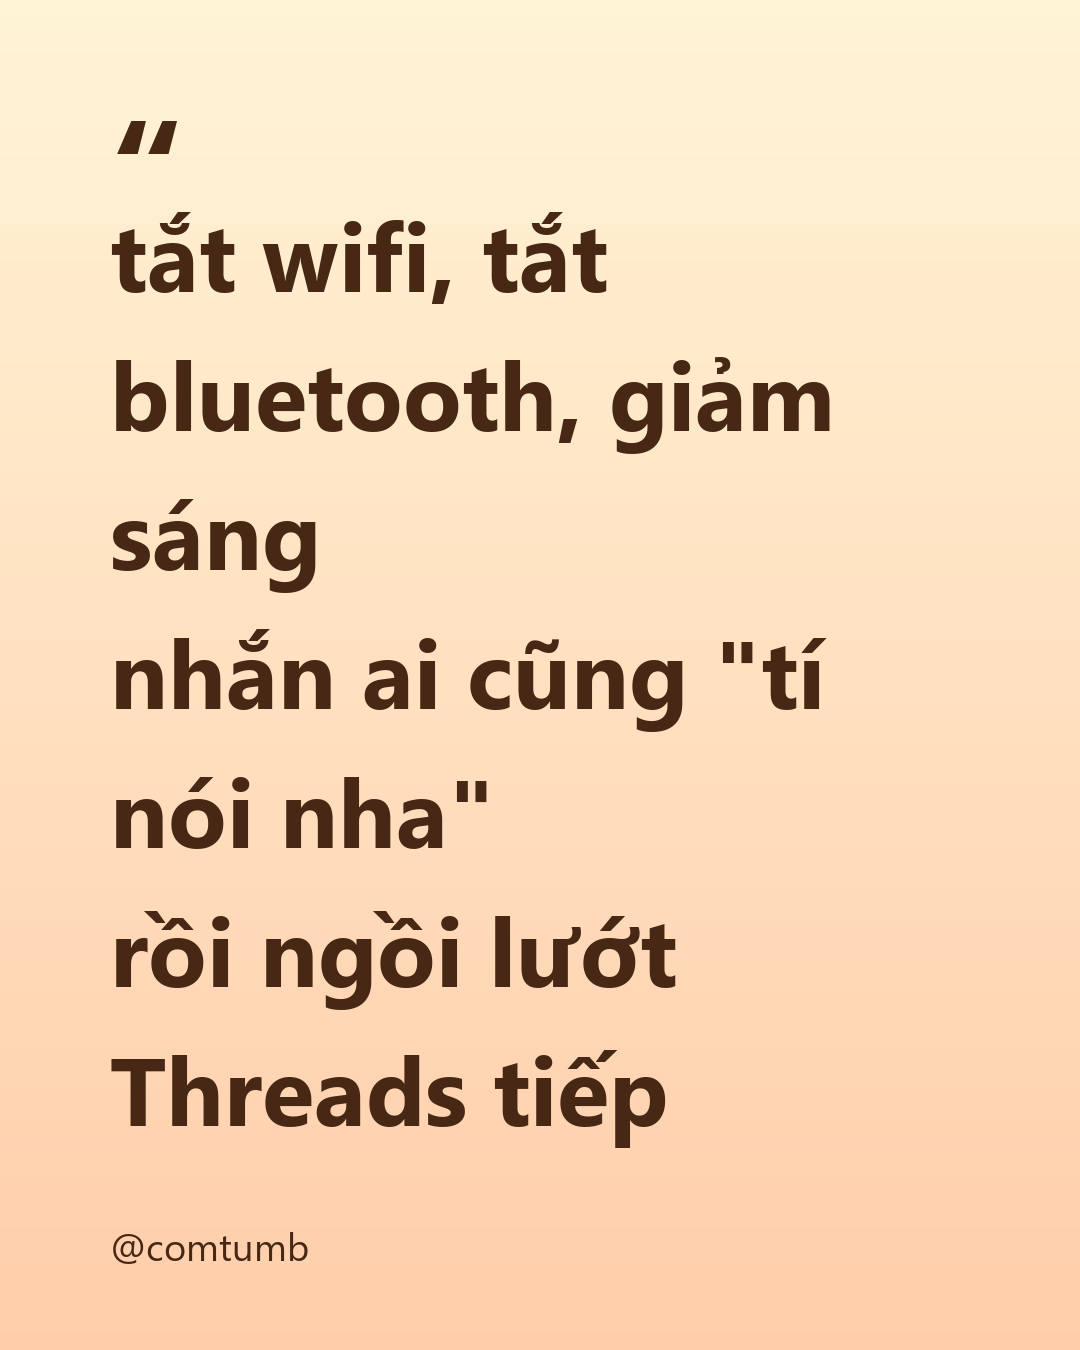 “
tắt wifi, tắt
bluetooth, giảm
sáng
nhắn ai cũng "tí
nói nha"
rồi ngồi lướt
Threads tiếp
@comtumb